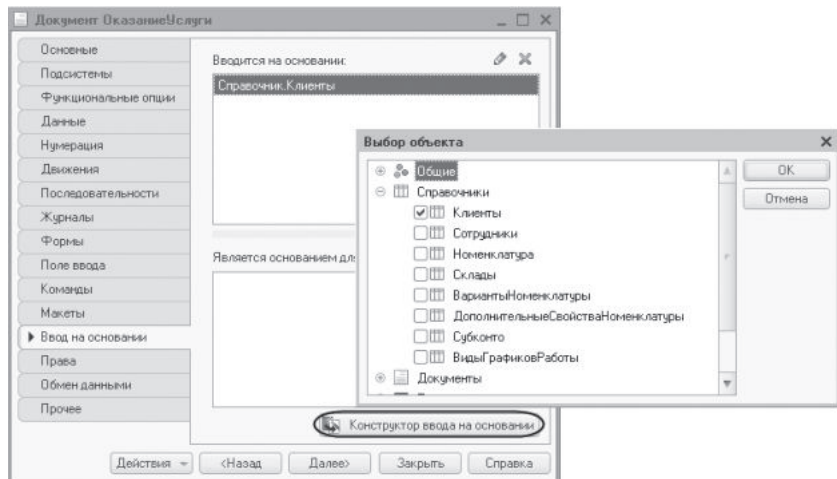 Документ ОказаниеУслуги
Основные
Подсистемы
Функциональные опции
Данные
Нумерация
Движения
Последовательности
Журналы
Формы
Поле ввода
Команды
Макеты
Ввод на основании
Права
Обмен данными
Прочее
Вводится на основании:
Справочник.Клиенты
Является основанием дл
Конструктор ввода на основании
Действия
<Назад
Далее>
Закрыть
Справка
Выбор объекта
Общие
Справочники
Клиенты
Сотрудники
Номенклатура
Склады
ВариантыНоменклатуры
ДополнительныеСвойстваНоменклатуры
Субконто
ВидыГрафиковРаботы
Документы
ОК
Отмена